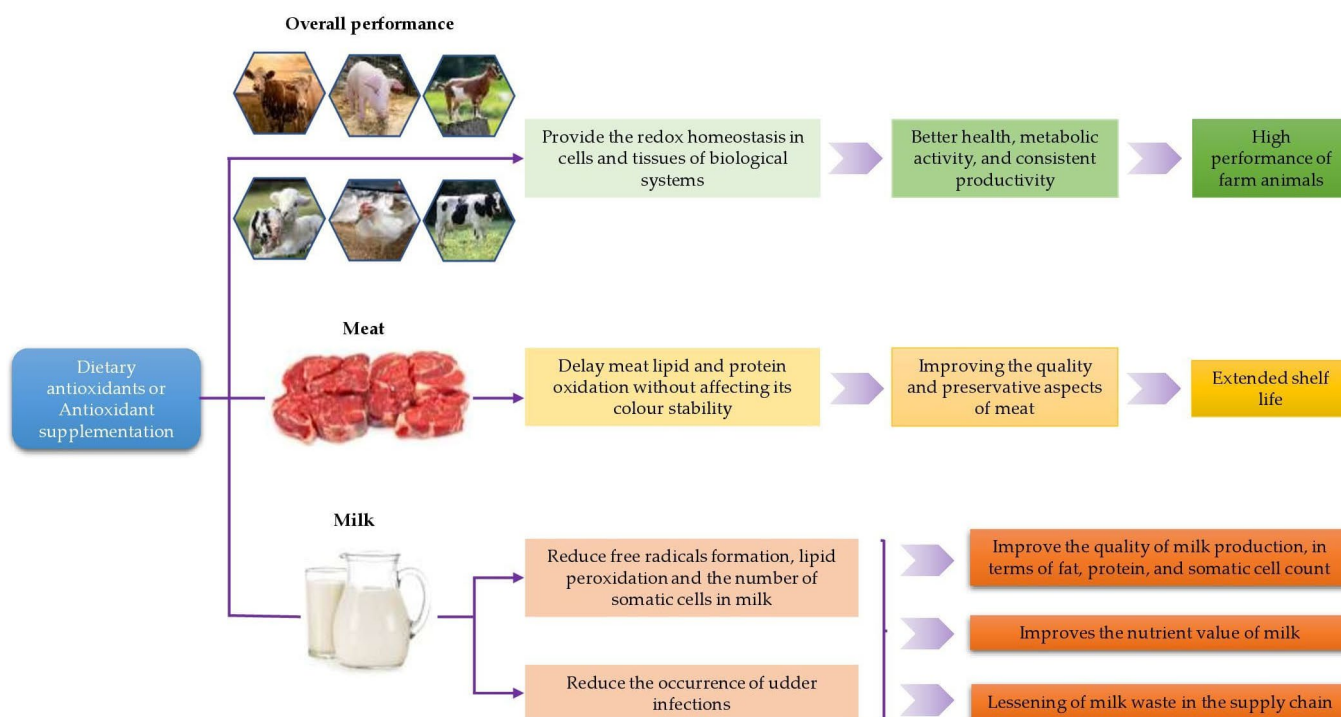 Overall performance
Provide the redox homeostasis in
cells and tissues of biological
systems
Better health, metabolic
activity, and consistent
productivity
High
performance of
farm animals
Dietary
antioxidants or
Antioxidant
supplementation
Meat
Delay meat lipid and protein
oxidation without affecting its
colour stability
Improving the quality
and preservative aspects
of meat
Extended shelf
life
Milk
Reduce free radicals formation, lipid
peroxidation and the number of
somatic cells in milk
Reduce the occurrence of udder
infections
Improve the quality of milk production, in
terms of fat, protein, and somatic cell count
Improves the nutrient value of milk
Lessening of milk waste in the supply chain